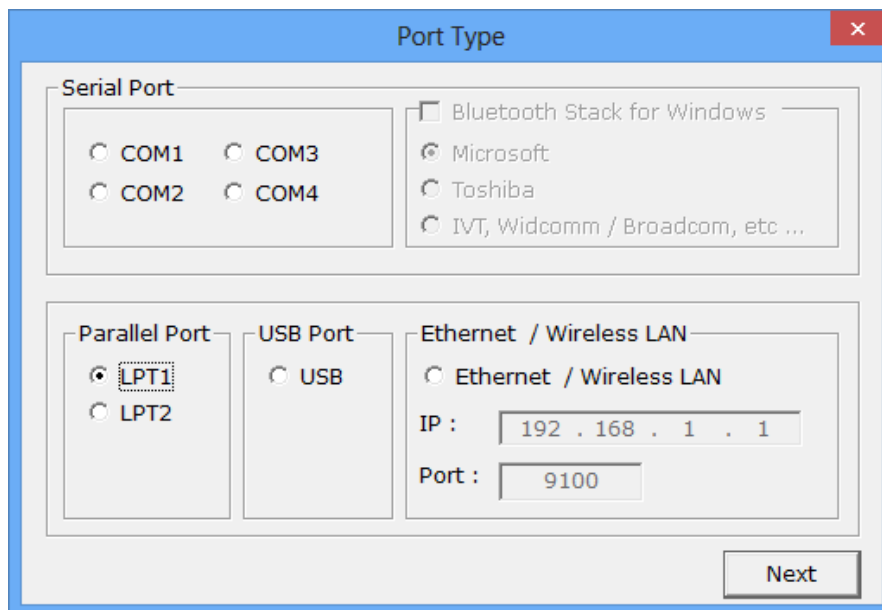 Port Type
Serial Port
COM1 COM3
COM2 COM4
Bluetooth Stack for Windows
Microsoft
Toshiba
IVT, Widcomm / Broadcom, etc ...
Parallel Port
LPT1
LPT2
USB Port
USB
Ethernet / Wireless LAN
Ethernet / Wireless LAN
IP : 192 . 168 . 1 . 1
Port : 9100
Next